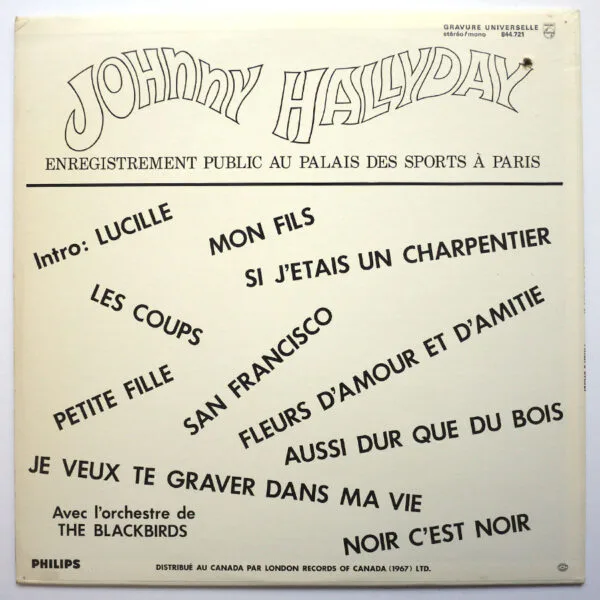 GRAVURE UNIVERSELLE
stéréo/mono 844.721
JOHNNY HALLYDAY
ENREGISTREMENT PUBLIC AU PALAIS DES SPORTS À PARIS
Intro: LUCILLE
MON FILS
SI J'ETAIS UN CHARPENTIER
LES COUPS
SAN FRANCISCO
PETITE FILLE
FLEURS D'AMOUR ET D'AMITIE
AUSSI DUR QUE DU BOIS
JE VEUX TE GRAVER DANS MA VIE
Avec l'orchestre de
THE BLACKBIRDS
NOIR C'EST NOIR
PHILIPS
DISTRIBUÉ AU CANADA PAR LONDON RECORDS OF CANADA (1967) LTD.